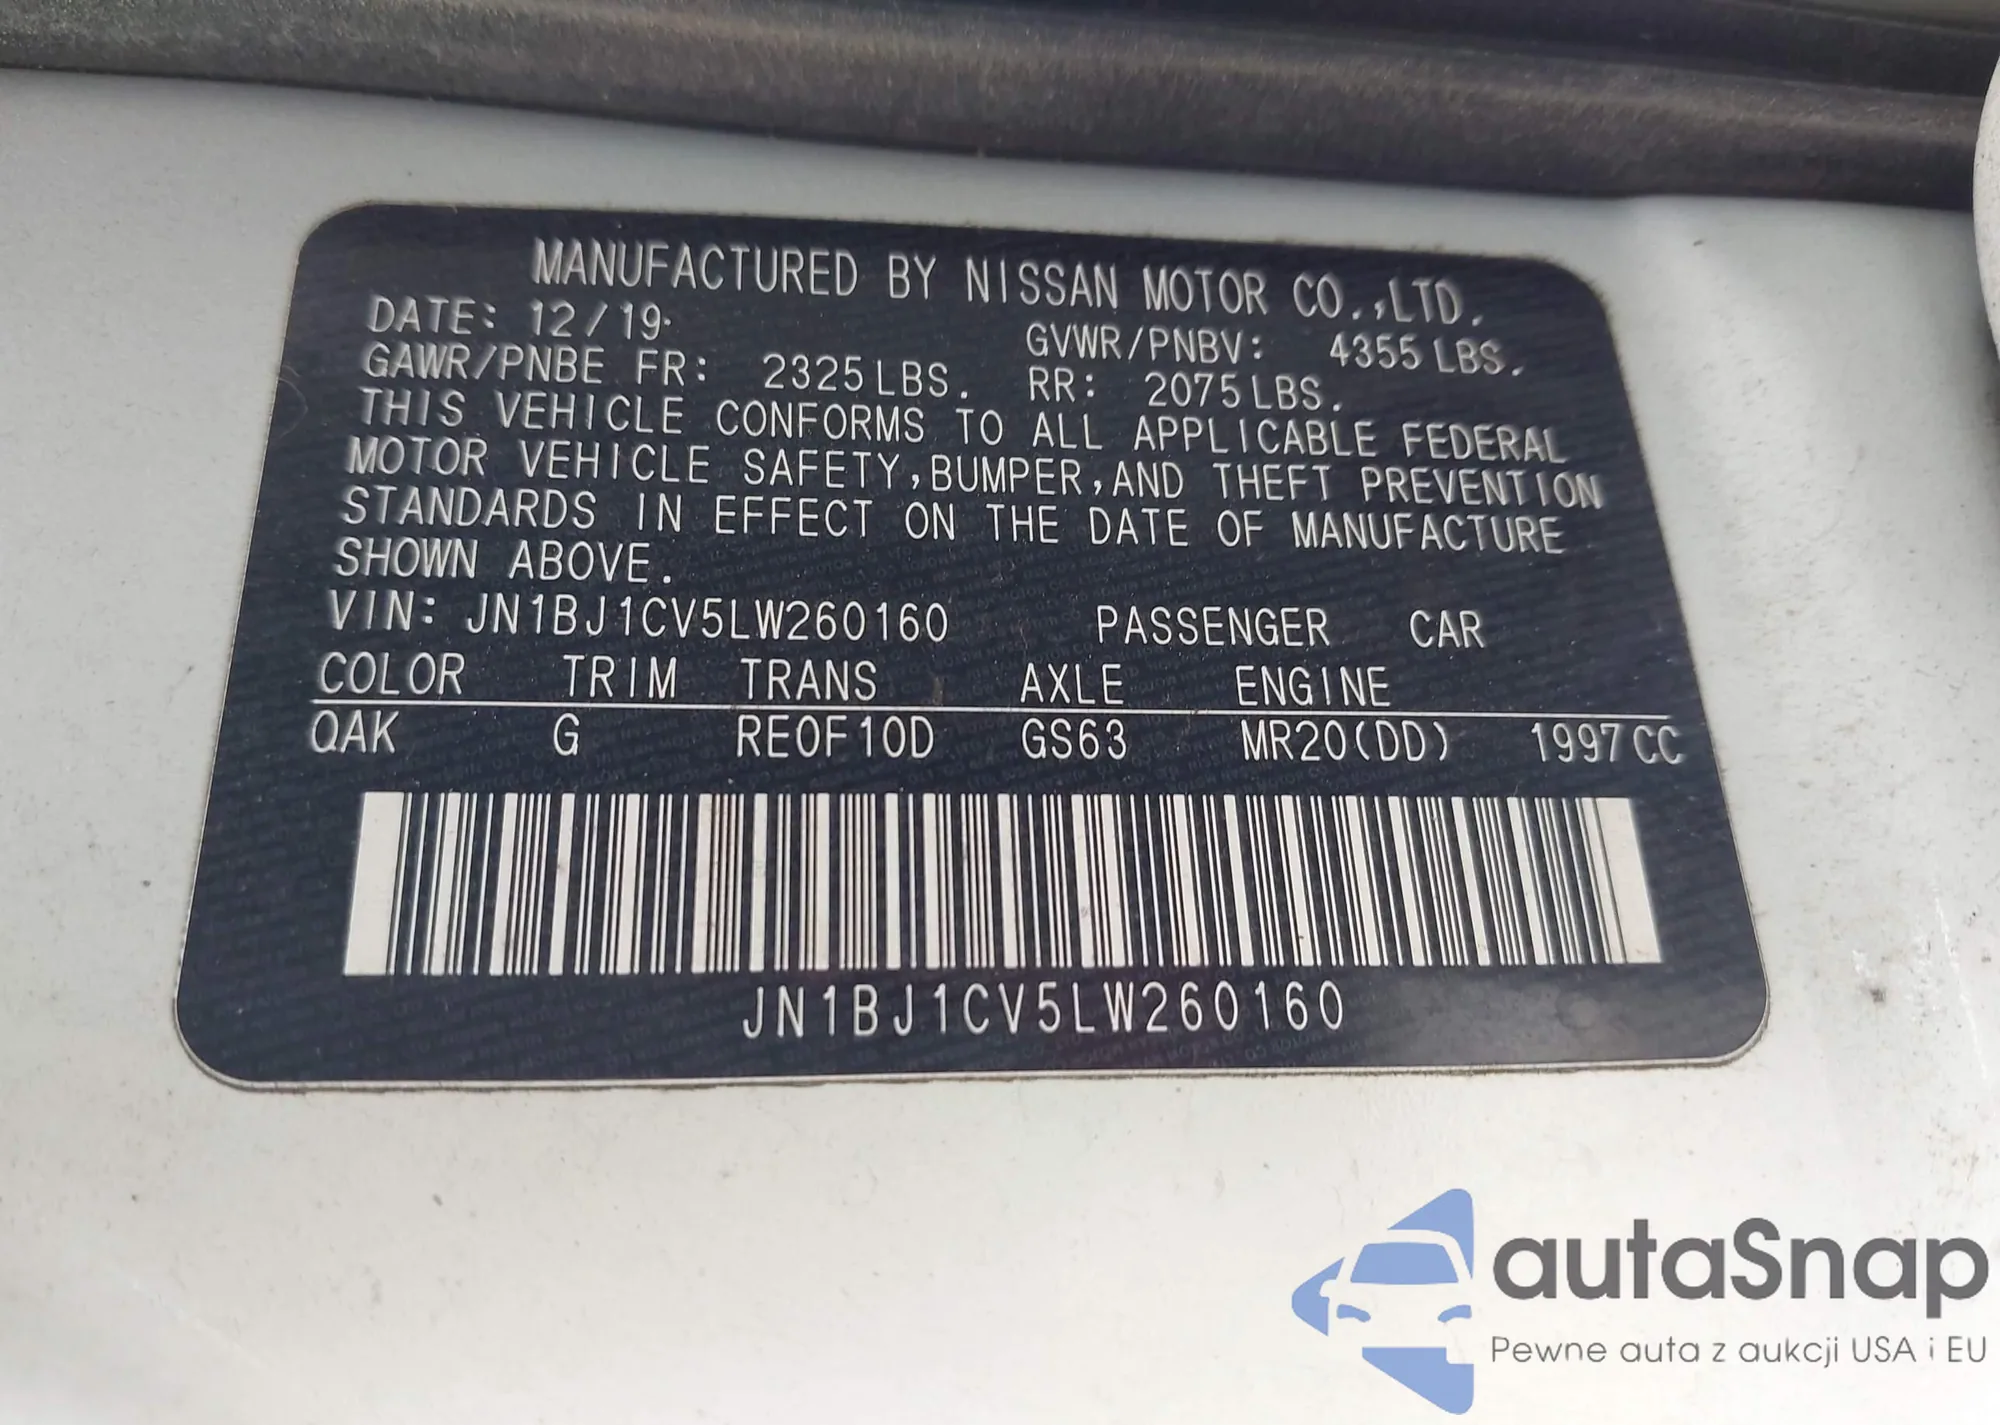 MANUFACTURED BY NISSAN MOTOR CO.,LTD.
DATE: 12/19
GVWR/PNBV: 4355 LBS.
GAWR/PNBE FR: 2325 LBS. RR: 2075 LBS.
THIS VEHICLE CONFORMS TO ALL APPLICABLE FEDERAL
MOTOR VEHICLE SAFETY,BUMPER,AND THEFT PREVENTION
STANDARDS IN EFFECT ON THE DATE OF MANUFACTURE
SHOWN ABOVE.
VIN: JN1BJ1CV5LW260160 PASSENGER CAR
COLOR TRIM TRANS AXLE ENGINE
QAK G RE0F10D GS63 MR20(DD) 1997CC
JN1BJ1CV5LW260160
autaSnap
Pewne auta z aukcji USA i EU